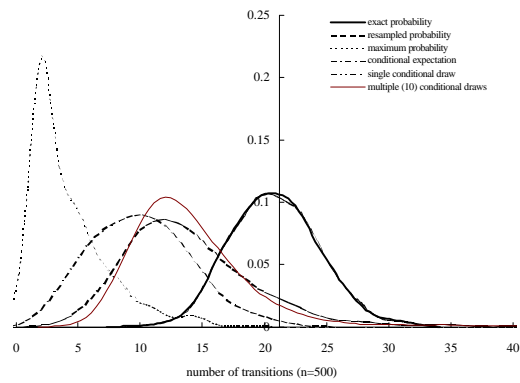 0.25
exact probability
resampled probability
maximum probability
conditional expectation
single conditional draw
multiple (10) conditional draws
0.2
0.15
0.1
0.05
0
0 5 10 15 20 25 30 35 40
number of transitions (n=500)